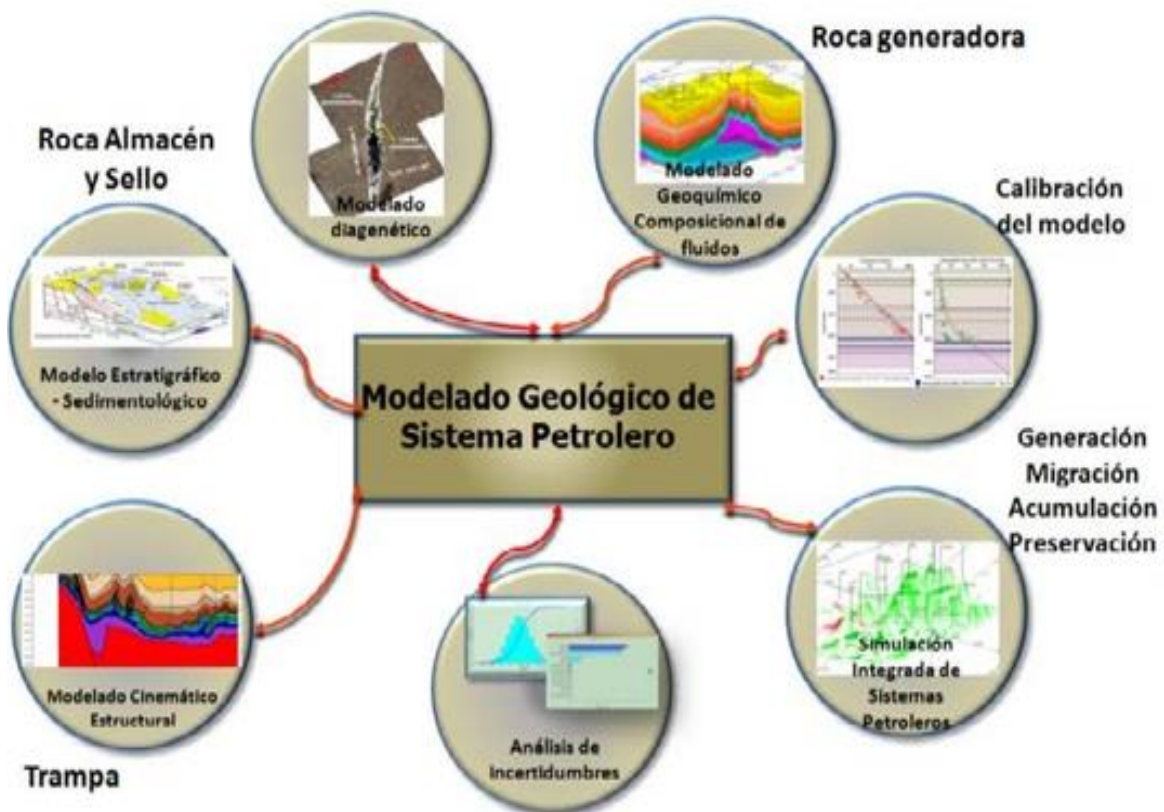 Roca generadora
Roca Almacén
y Sello
Modelado
diagenético
Modelado
Geoquímico
Composicional de
fluidos
Calibración
del modelo
Modelo Estratigráfico
- Sedimentológico
Modelado Geológico de
Sistema Petrolero
Generación
Migración
Acumulación
Preservación
Simulación
Integrada de
Sistemas
Petroleros
Modelado Cinemático
Estructural
Análisis de
incertidumbres
Trampa